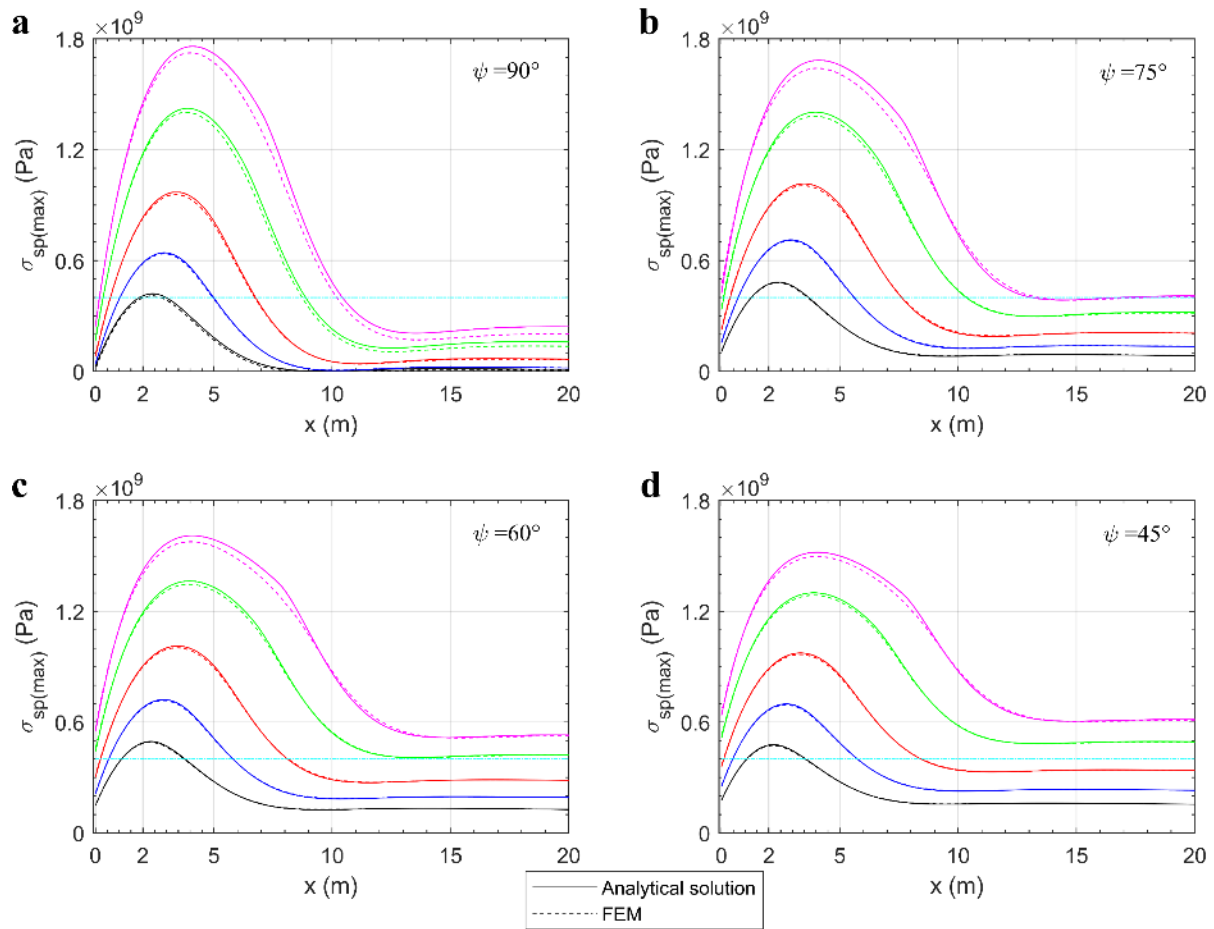 a
×10⁹
1.8
1.2
0.6
0
σsp(max) (Pa)
ψ =90°
0 2 5 10 15 20
x (m)
b
×10⁹
1.8
1.2
0.6
0
σsp(max) (Pa)
ψ =75°
0 2 5 10 15 20
x (m)
c
×10⁹
1.8
1.2
0.6
0
σsp(max) (Pa)
ψ =60°
0 2 5 10 15 20
x (m)
d
×10⁹
1.8
1.2
0.6
0
σsp(max) (Pa)
ψ =45°
0 2 5 10 15 20
x (m)
Analytical solution
FEM